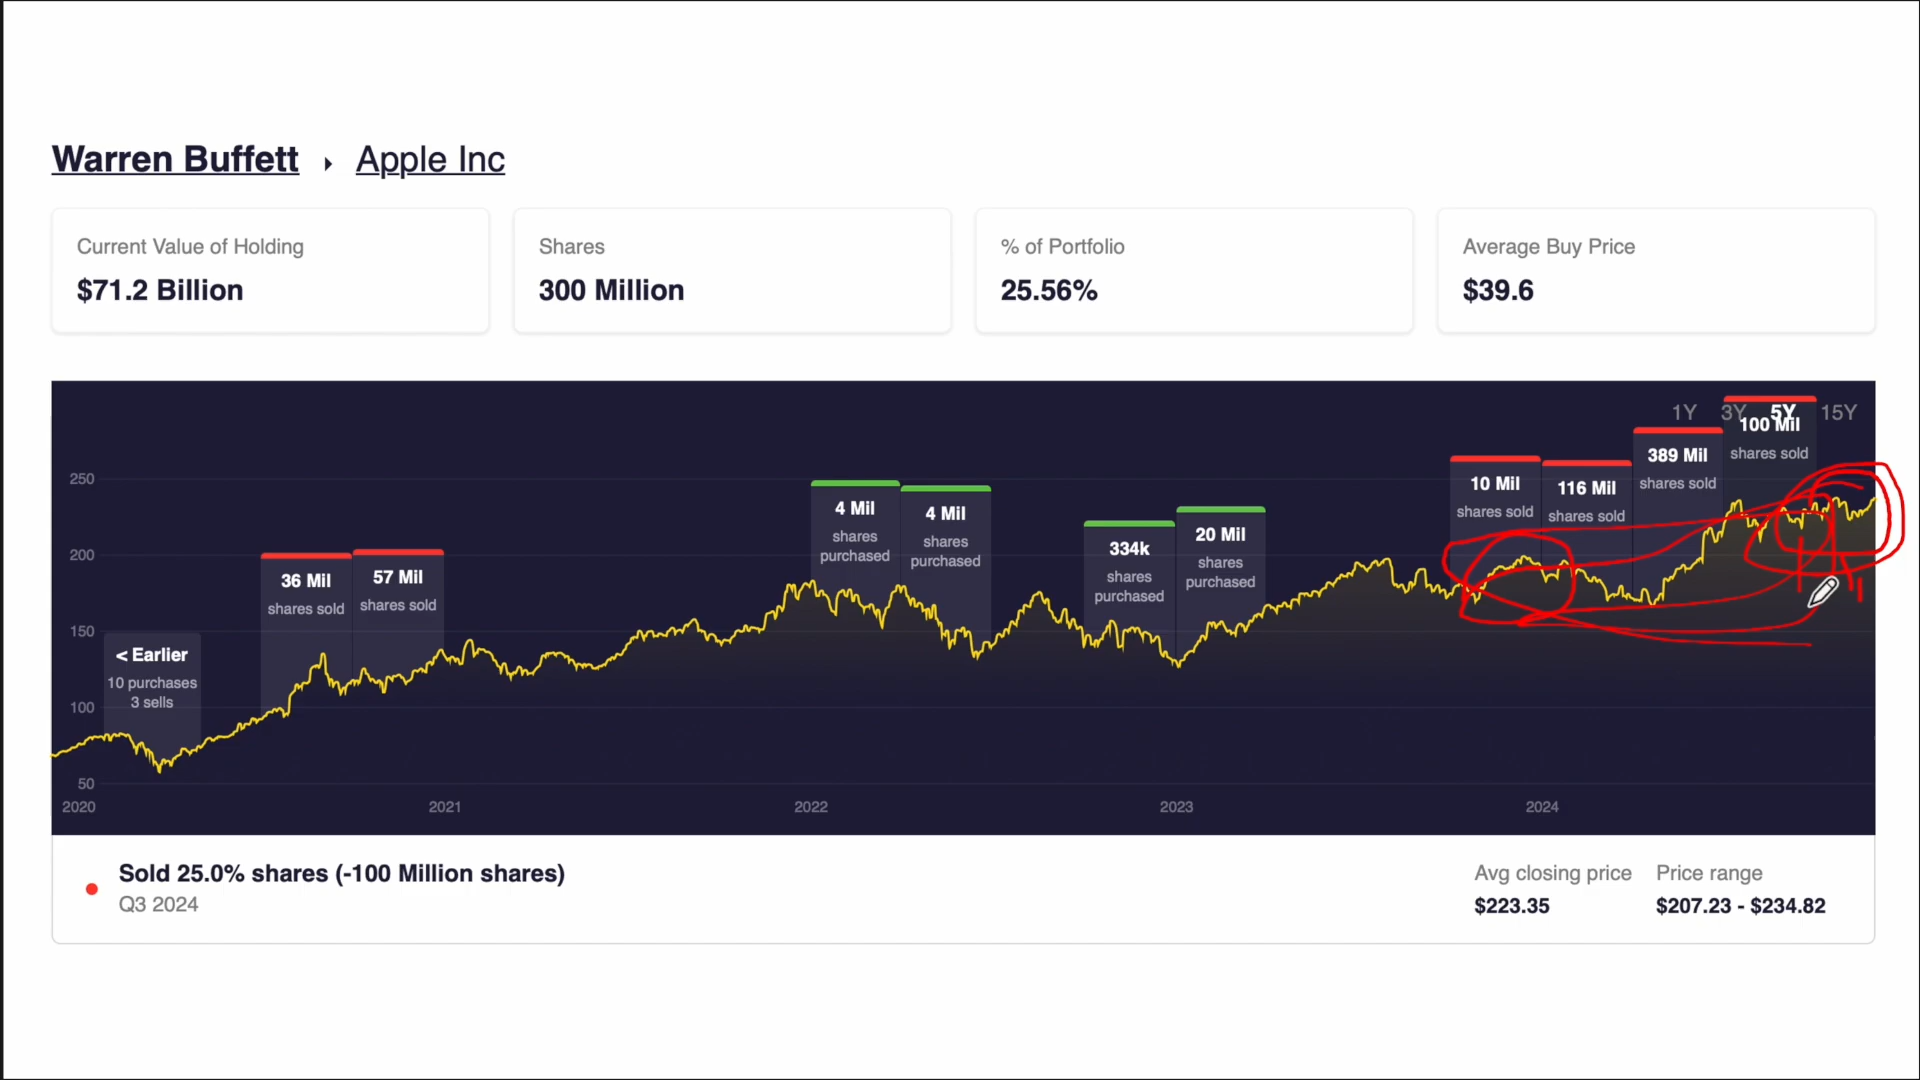 Warren Buffett ▸ Apple Inc
Current Value of Holding
$71.2 Billion
Shares
300 Million
% of Portfolio
25.56%
Average Buy Price
$39.6
1Y 3Y 5Y 15Y
250
200
150
100
50
< Earlier
10 purchases
3 sells
36 Mil
shares sold
57 Mil
shares sold
4 Mil
shares
purchased
4 Mil
shares
purchased
334k
shares
purchased
20 Mil
shares
purchased
10 Mil
shares sold
116 Mil
shares sold
389 Mil
shares sold
100 Mil
shares sold
2020 2021 2022 2023 2024
Sold 25.0% shares (-100 Million shares)
Q3 2024
Avg closing price
$223.35
Price range
$207.23 - $234.82